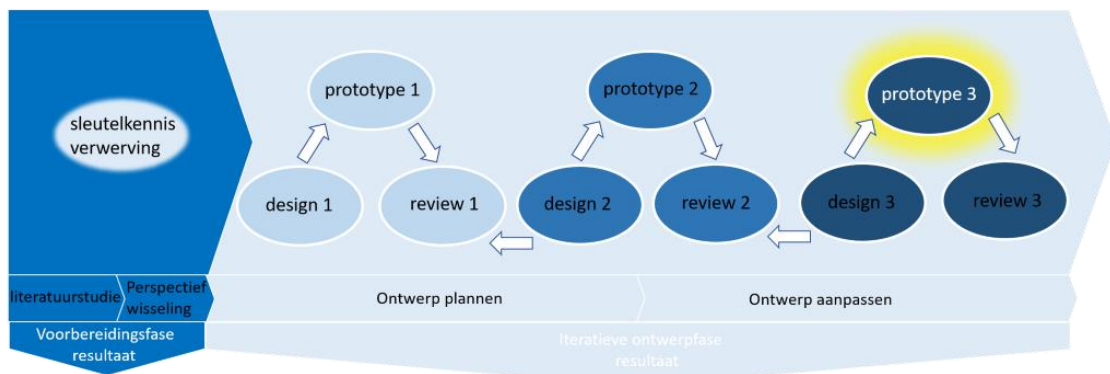 sleutelkennis
verwerving
prototype 1
design 1
review 1
prototype 2
design 2
review 2
prototype 3
design 3
review 3
literatuurstudie
Perspectief
wisseling
Ontwerp plannen
Ontwerp aanpassen
Voorbereidingsfase
resultaat
Iteratieve ontwerpfase
resultaat